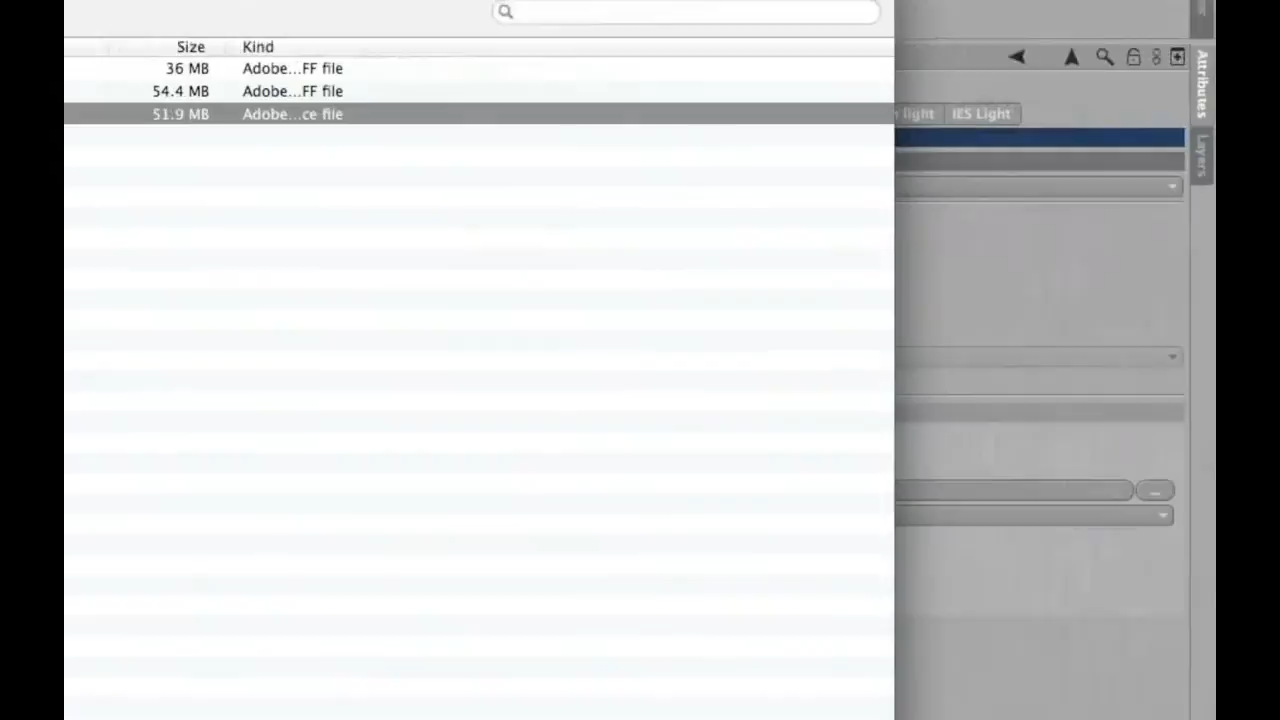 Size Kind
36 MB Adobe...FF file
54.4 MB Adobe...FF file
51.9 MB Adobe...ce file
light IES Light
Attributes
Layers
...